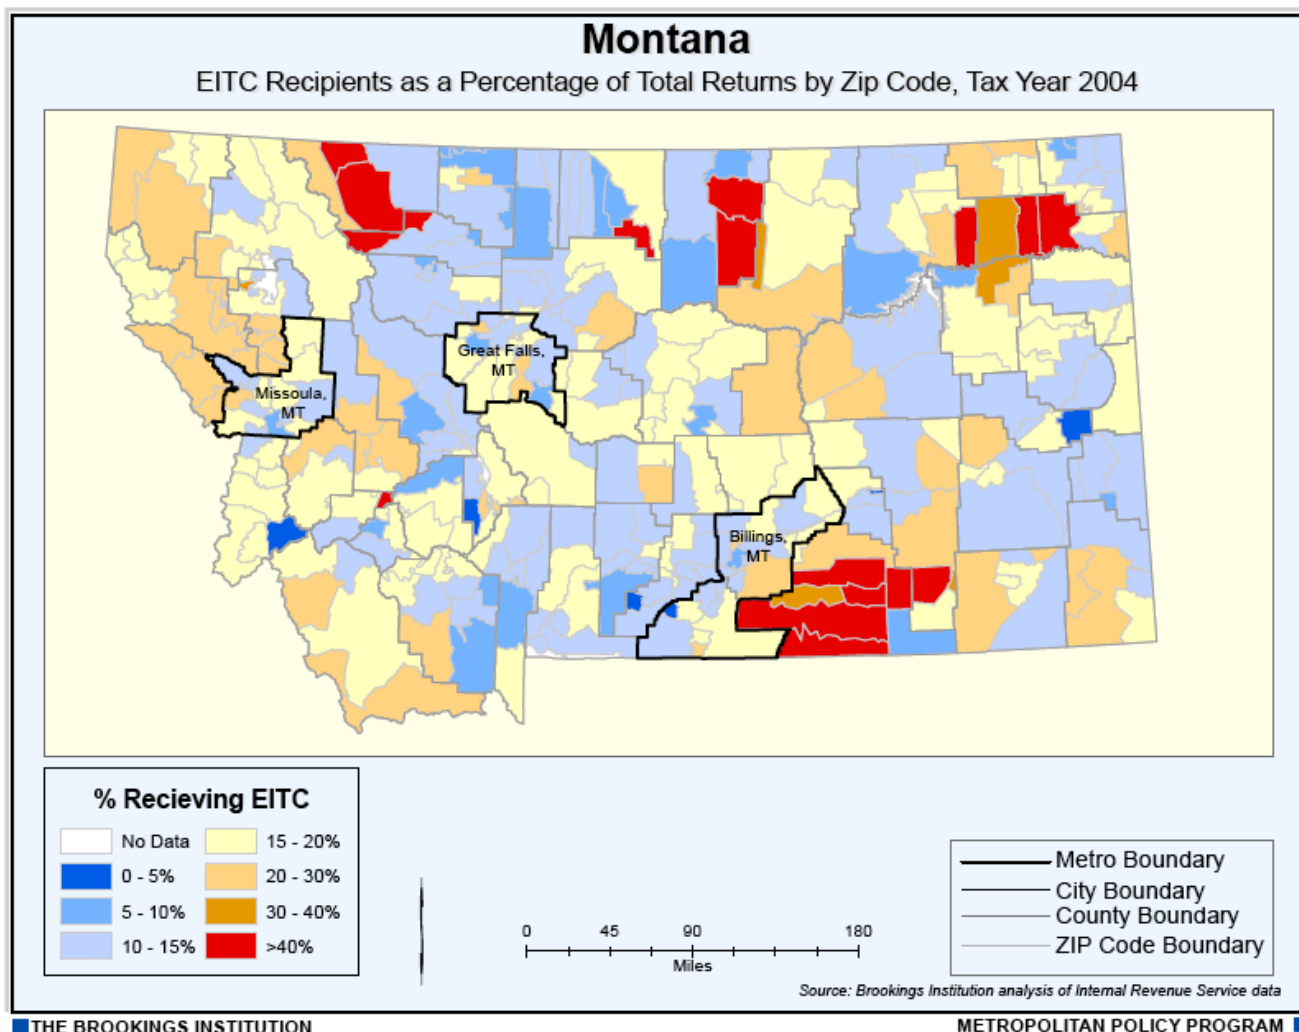 Montana
EITC Recipients as a Percentage of Total Returns by Zip Code, Tax Year 2004
Great Falls,
MT
Missoula,
MT
Billings,
MT
% Recieving EITC
No Data
15 - 20%
0 - 5%
20 - 30%
5 - 10%
30 - 40%
10 - 15%
>40%
0 45 90 180
Miles
Metro Boundary
City Boundary
County Boundary
ZIP Code Boundary
Source: Brookings Institution analysis of Internal Revenue Service data
THE BROOKINGS INSTITUTION
METROPOLITAN POLICY PROGRAM